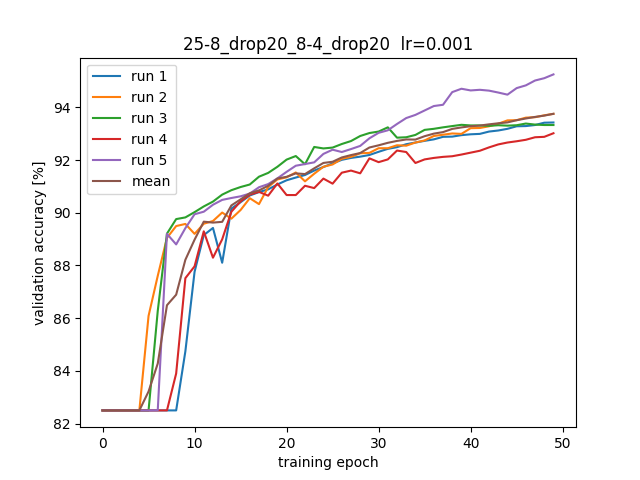 25-8_drop20_8-4_drop20  lr=0.001
run 1
run 2
run 3
run 4
run 5
mean
validation accuracy [%]
94
92
90
88
86
84
82
0 10 20 30 40 50
training epoch